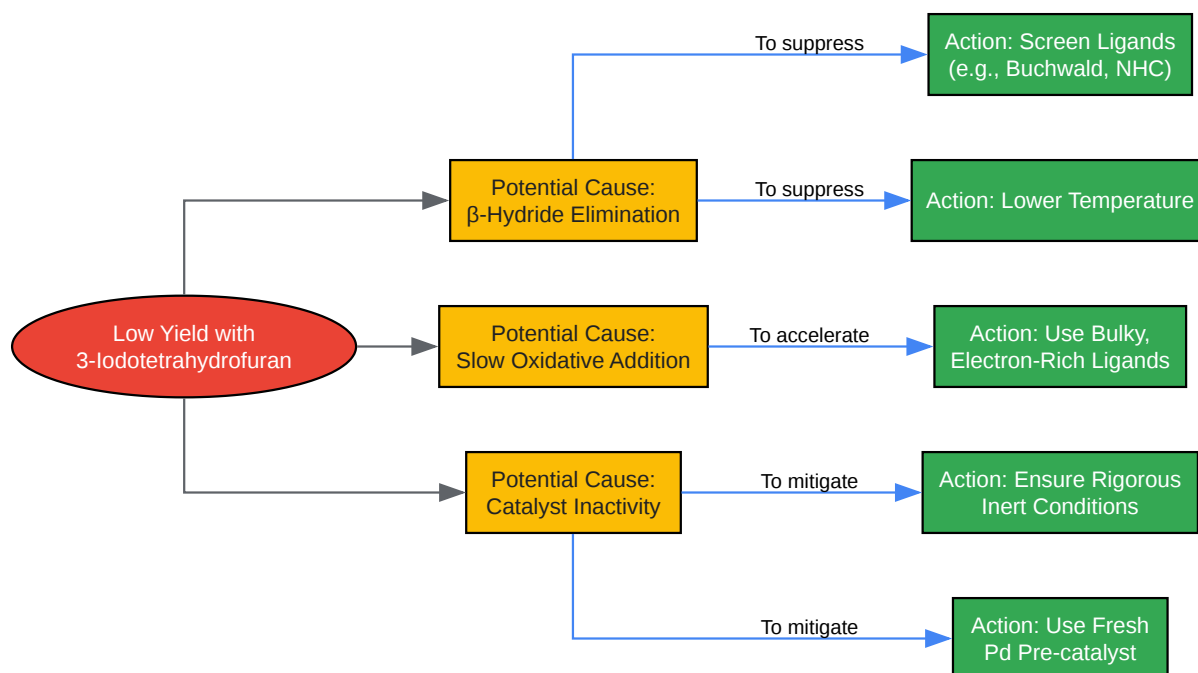 To suppress
Action: Screen Ligands
(e.g., Buchwald, NHC)
Potential Cause:
β-Hydride Elimination
To suppress
Action: Lower Temperature
Low Yield with
3-Iodotetrahydrofuran
Potential Cause:
Slow Oxidative Addition
To accelerate
Action: Use Bulky,
Electron-Rich Ligands
Potential Cause:
Catalyst Inactivity
To mitigate
Action: Ensure Rigorous
Inert Conditions
To mitigate
Action: Use Fresh
Pd Pre-catalyst